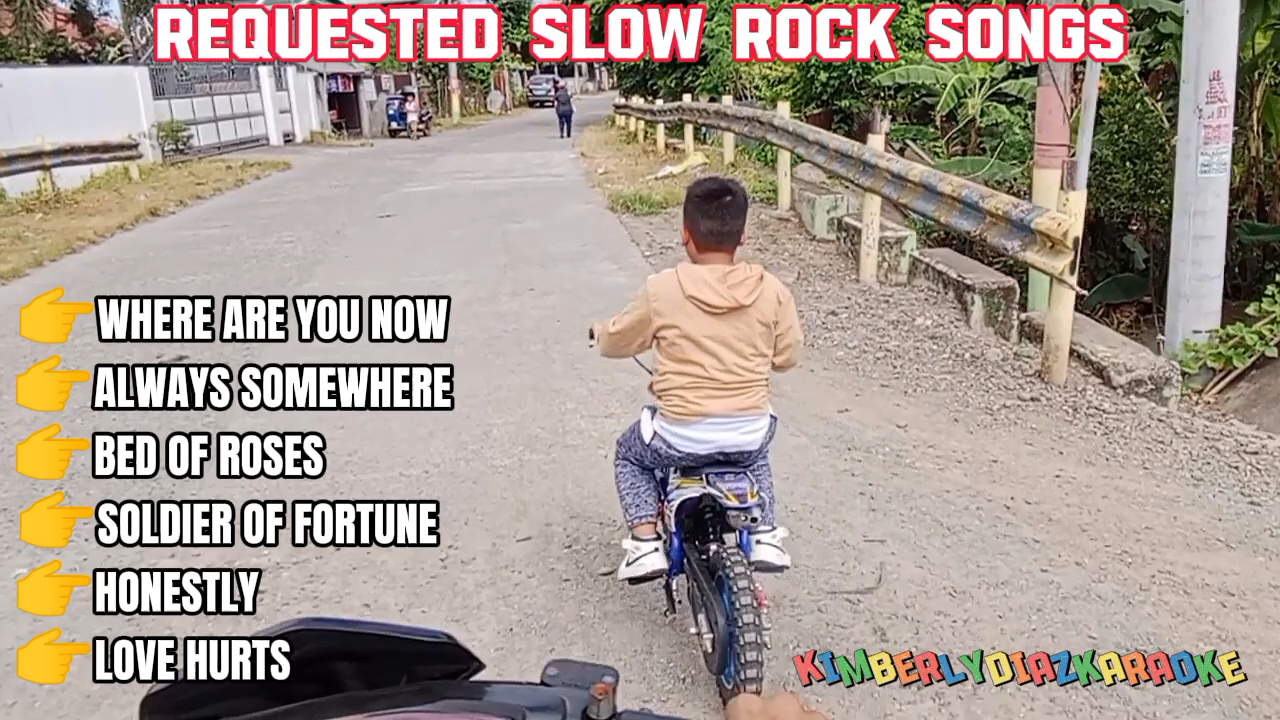 REQUESTED SLOW ROCK SONGS
WHERE ARE YOU NOW
ALWAYS SOMEWHERE
BED OF ROSES
SOLDIER OF FORTUNE
HONESTLY
LOVE HURTS
KIMBERLYDIAZKARAOKE